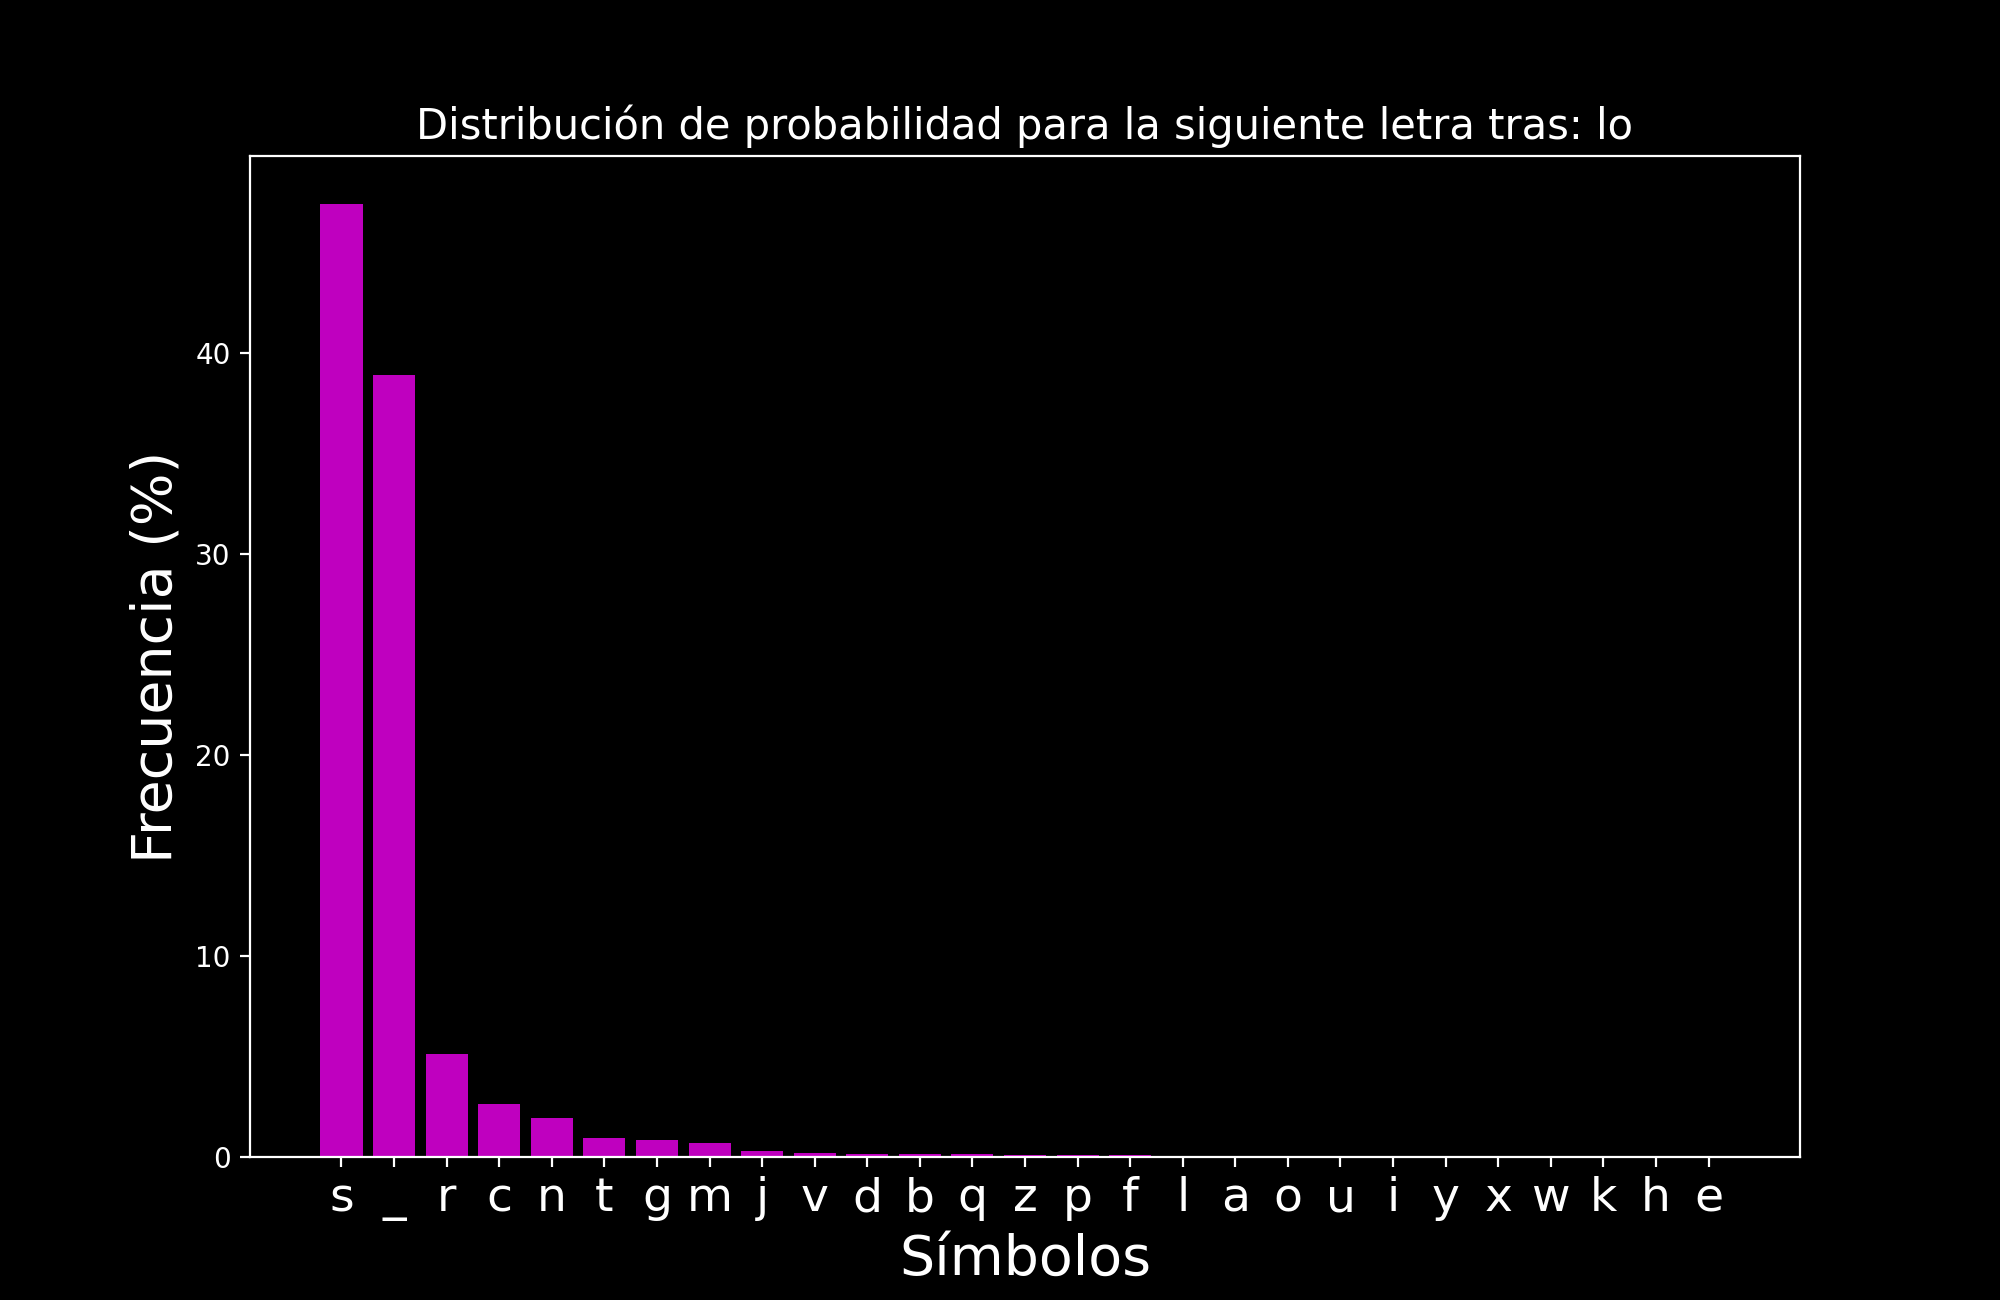 Distribución de probabilidad para la siguiente letra tras: lo
Frecuencia (%)
40
30
20
10
0
s _ r c n t g m j v d b q z p f l a o u i y x w k h e
Símbolos